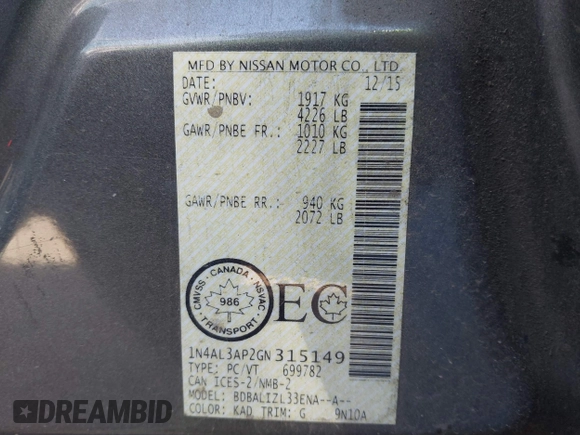 MFD BY NISSAN MOTOR CO., LTD.
DATE: 12/15
GVWR/PNBV: 1917 KG
4226 LB
GAWR/PNBE FR.: 1010 KG
2227 LB
GAWR/PNBE RR.: 940 KG
2072 LB
CANADA
CMVSS
NSVAC
986
TRANSPORT
EC
1N4AL3AP2GN315149
TYPE: PC/VT 699782
CAN ICES-2/NMB-2
MODEL: BDBALIZL33ENA--A--
COLOR: KAD TRIM: G 9N10A